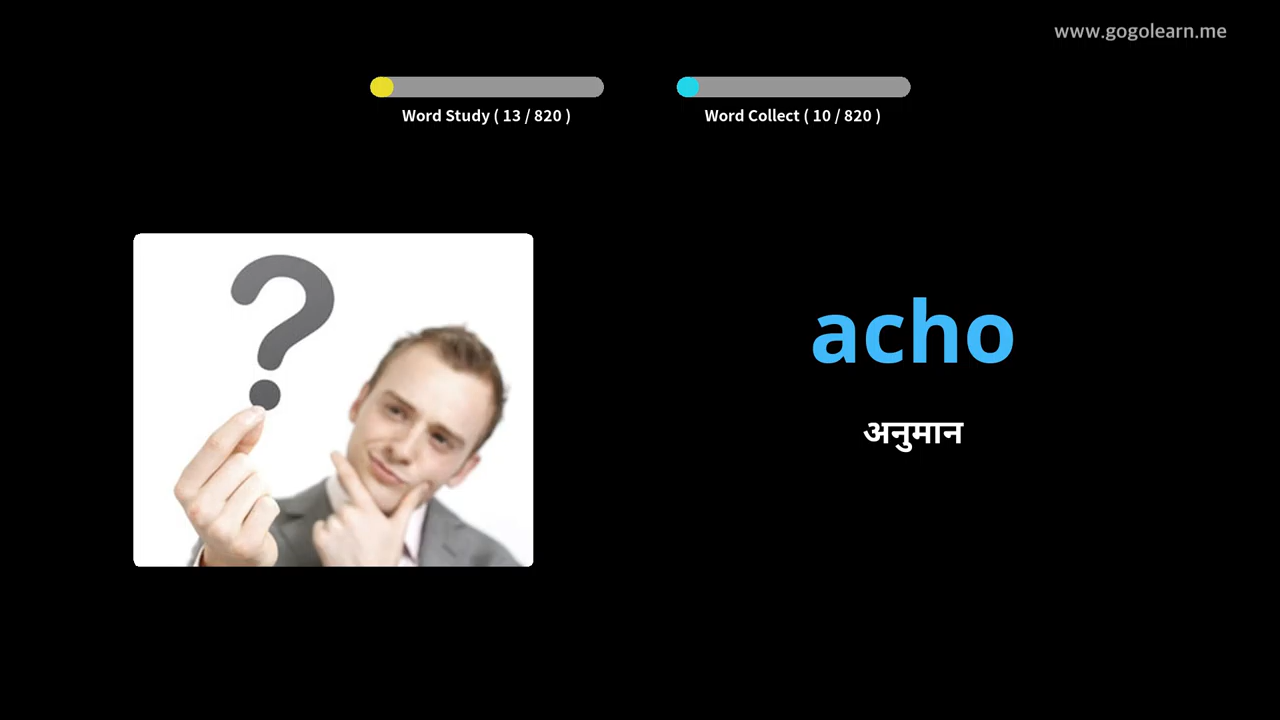 www.gogolearn.me
Word Study ( 13 / 820 )
Word Collect ( 10 / 820 )
?
acho
अनुमान